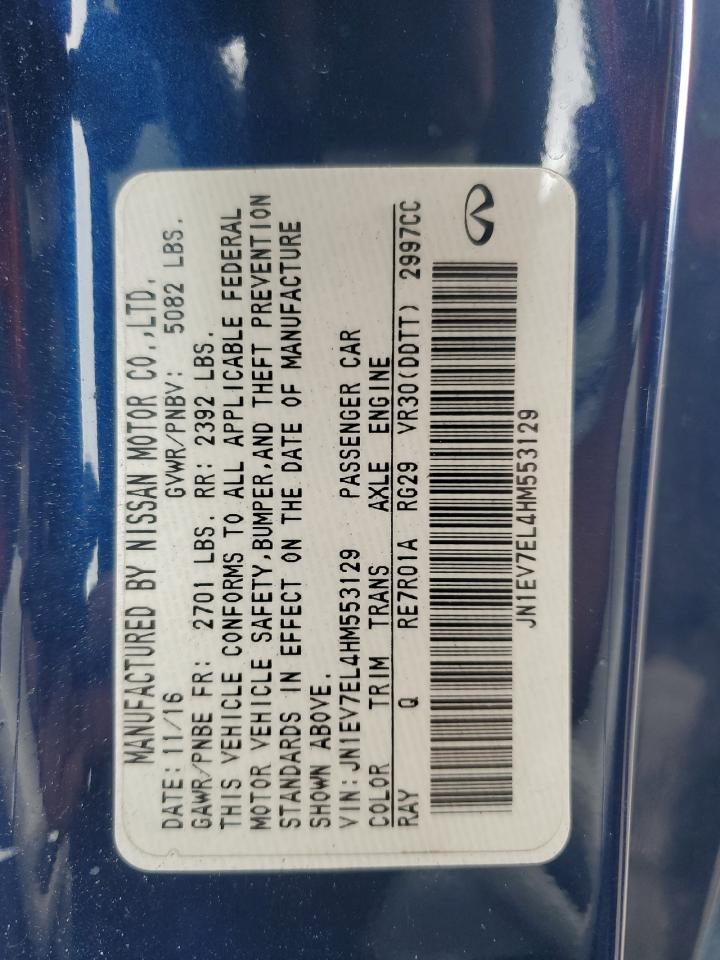 MANUFACTURED BY NISSAN MOTOR CO.,LTD.
DATE:11/16 GVWR/PNBV: 5082 LBS.
GAWR/PNBE FR: 2701 LBS. RR: 2392 LBS.
THIS VEHICLE CONFORMS TO ALL APPLICABLE FEDERAL
MOTOR VEHICLE SAFETY,BUMPER,AND THEFT PREVENTION
STANDARDS IN EFFECT ON THE DATE OF MANUFACTURE
SHOWN ABOVE.
VIN:JN1EV7EL4HM553129 PASSENGER CAR
COLOR TRIM TRANS AXLE ENGINE
RAY Q RE7R01A RG29 VR30(DDTT) 2997CC
JN1EV7EL4HM553129